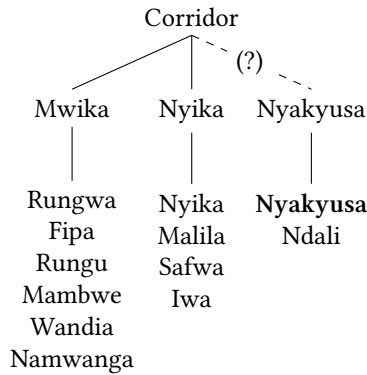 Corridor
(?)
Mwika Nyika Nyakyusa
Rungwa Nyika Nyakyusa
Fipa Malila Ndali
Rungu Safwa
Mambwe Iwa
Wandia
Namwanga